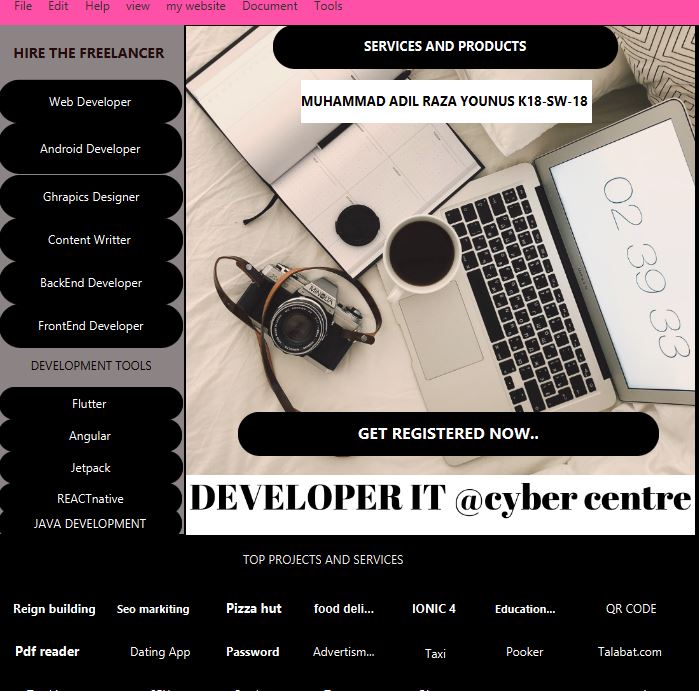 File Edit Help view my website Document Tools
HIRE THE FREELANCER
Web Developer
Android Developer
Ghrapics Designer
Content Writter
BackEnd Developer
FrontEnd Developer
DEVELOPMENT TOOLS
Flutter
Angular
Jetpack
REACTnative
JAVA DEVELOPMENT
SERVICES AND PRODUCTS
MUHAMMAD ADIL RAZA YOUNUS K18-SW-18
02 39 33
MINOLTA
GET REGISTERED NOW..
DEVELOPER IT @cyber centre
TOP PROJECTS AND SERVICES
Reign building Seo markiting Pizza hut food deli... IONIC 4 Education... QR CODE
Pdf reader Dating App Password Advertism... Taxi Pooker Talabat.com